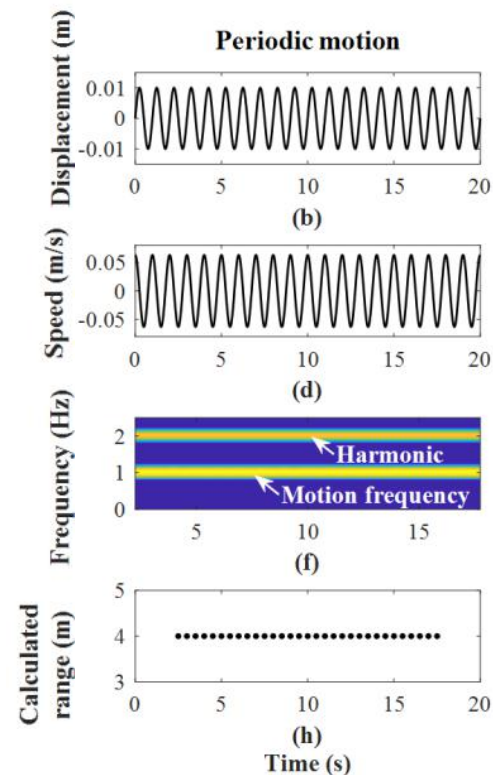 Periodic motion
Displacement (m)
0.01
0
-0.01
0 5 10 15 20
(b)
Speed (m/s)
0.05
0
-0.05
0 5 10 15 20
(d)
Frequency (Hz)
2
1
0
Harmonic
Motion frequency
5 10 15
(f)
Calculated
range (m)
5
4
3
0 5 10 15 20
(h)
Time (s)